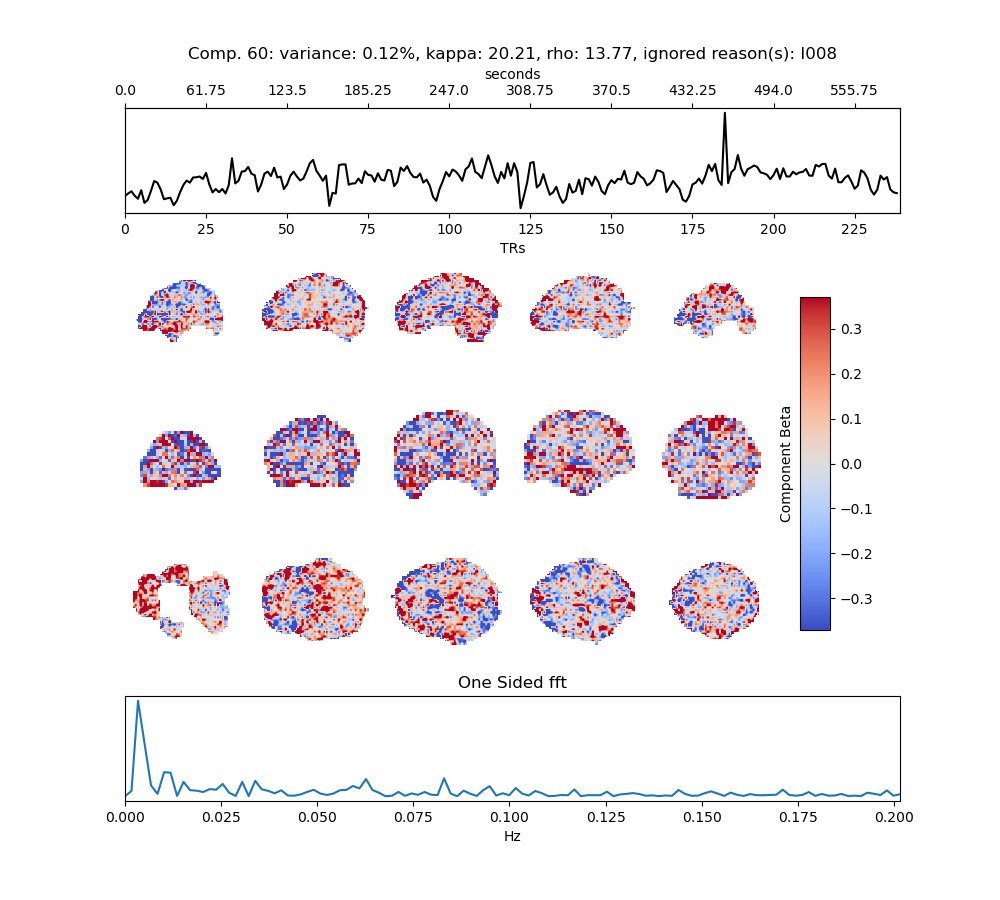 Comp. 60: variance: 0.12%, kappa: 20.21, rho: 13.77, ignored reason(s): I008
seconds
0.0 61.75 123.5 185.25 247.0 308.75 370.5 432.25 494.0 555.75
0 25 50 75 100 125 150 175 200 225
TRs
0.3
0.2
0.1
0.0
−0.1
−0.2
−0.3
Component Beta
One Sided fft
0.000 0.025 0.050 0.075 0.100 0.125 0.150 0.175 0.200
Hz